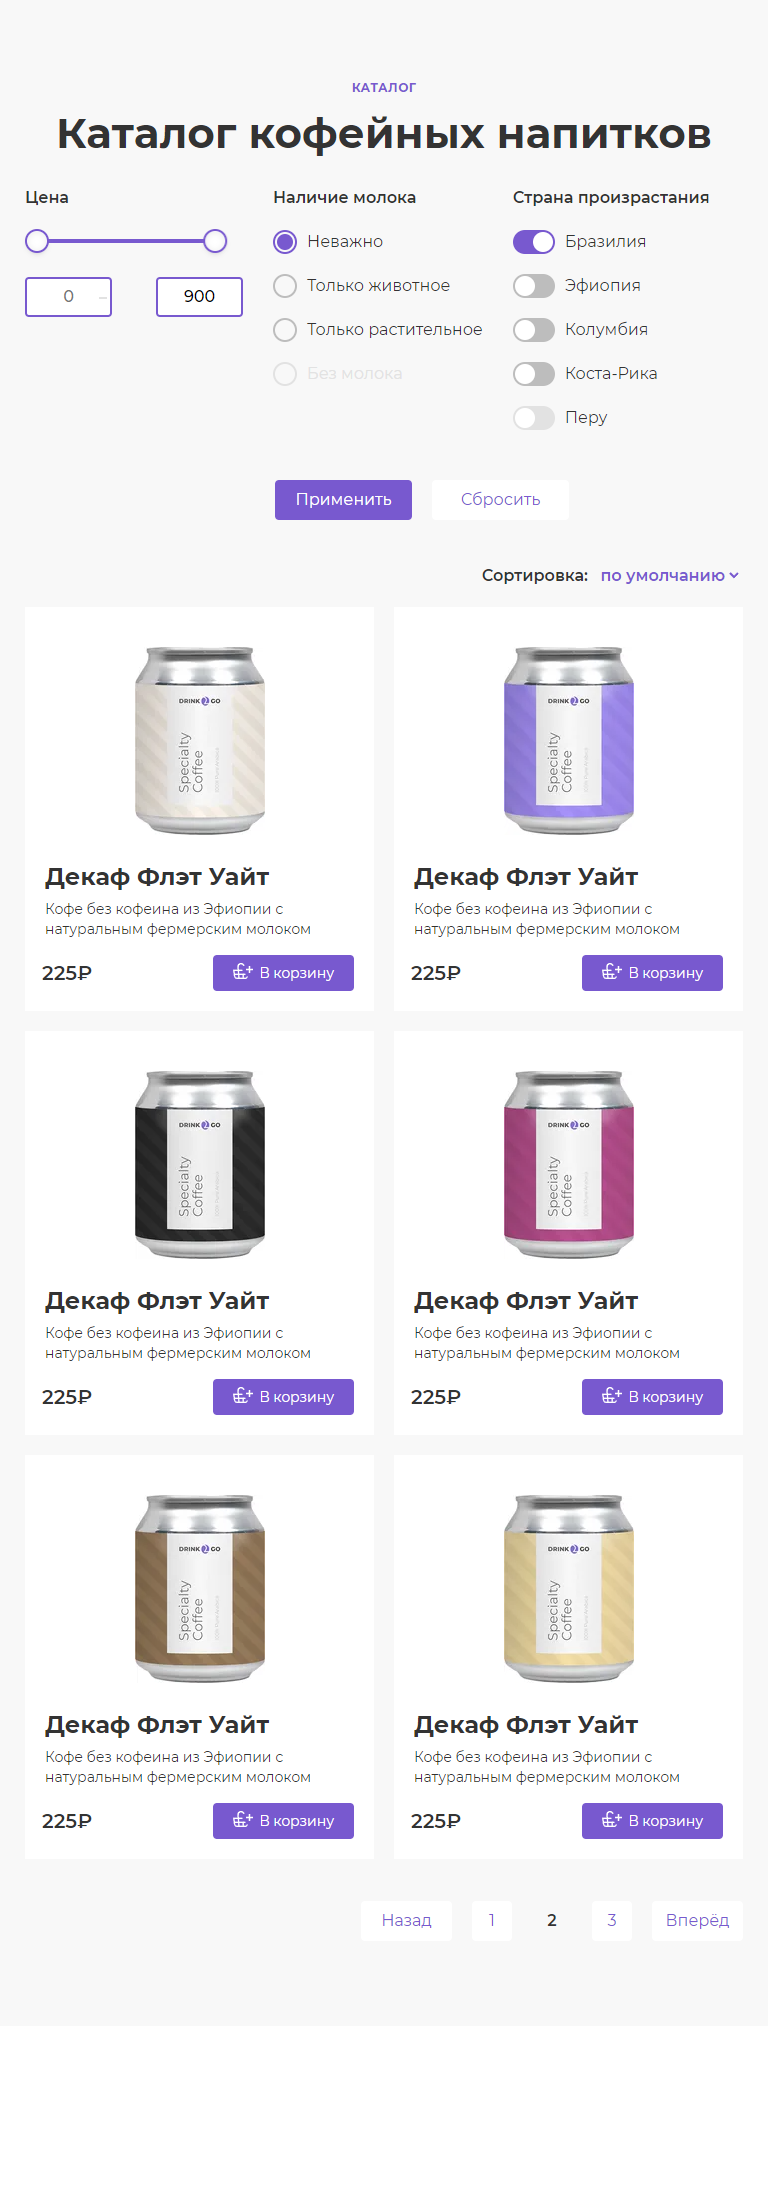 КАТАЛОГ
Каталог кофейных напитков
Цена
0 –
900
Наличие молока
Неважно
Только животное
Только растительное
Без молока
Страна произрастания
Бразилия
Эфиопия
Колумбия
Коста-Рика
Перу
Применить
Сбросить
Сортировка: по умолчанию
DRINK 2 GO
Specialty
Coffee
Декаф Флэт Уайт
Кофе без кофеина из Эфиопии с
натуральным фермерским молоком
225₽
В корзину
DRINK 2 GO
Specialty
Coffee
Декаф Флэт Уайт
Кофе без кофеина из Эфиопии с
натуральным фермерским молоком
225₽
В корзину
DRINK 2 GO
Specialty
Coffee
Декаф Флэт Уайт
Кофе без кофеина из Эфиопии с
натуральным фермерским молоком
225₽
В корзину
DRINK 2 GO
Specialty
Coffee
Декаф Флэт Уайт
Кофе без кофеина из Эфиопии с
натуральным фермерским молоком
225₽
В корзину
DRINK 2 GO
Specialty
Coffee
Декаф Флэт Уайт
Кофе без кофеина из Эфиопии с
натуральным фермерским молоком
225₽
В корзину
DRINK 2 GO
Specialty
Coffee
Декаф Флэт Уайт
Кофе без кофеина из Эфиопии с
натуральным фермерским молоком
225₽
В корзину
Назад 1 2 3 Вперёд